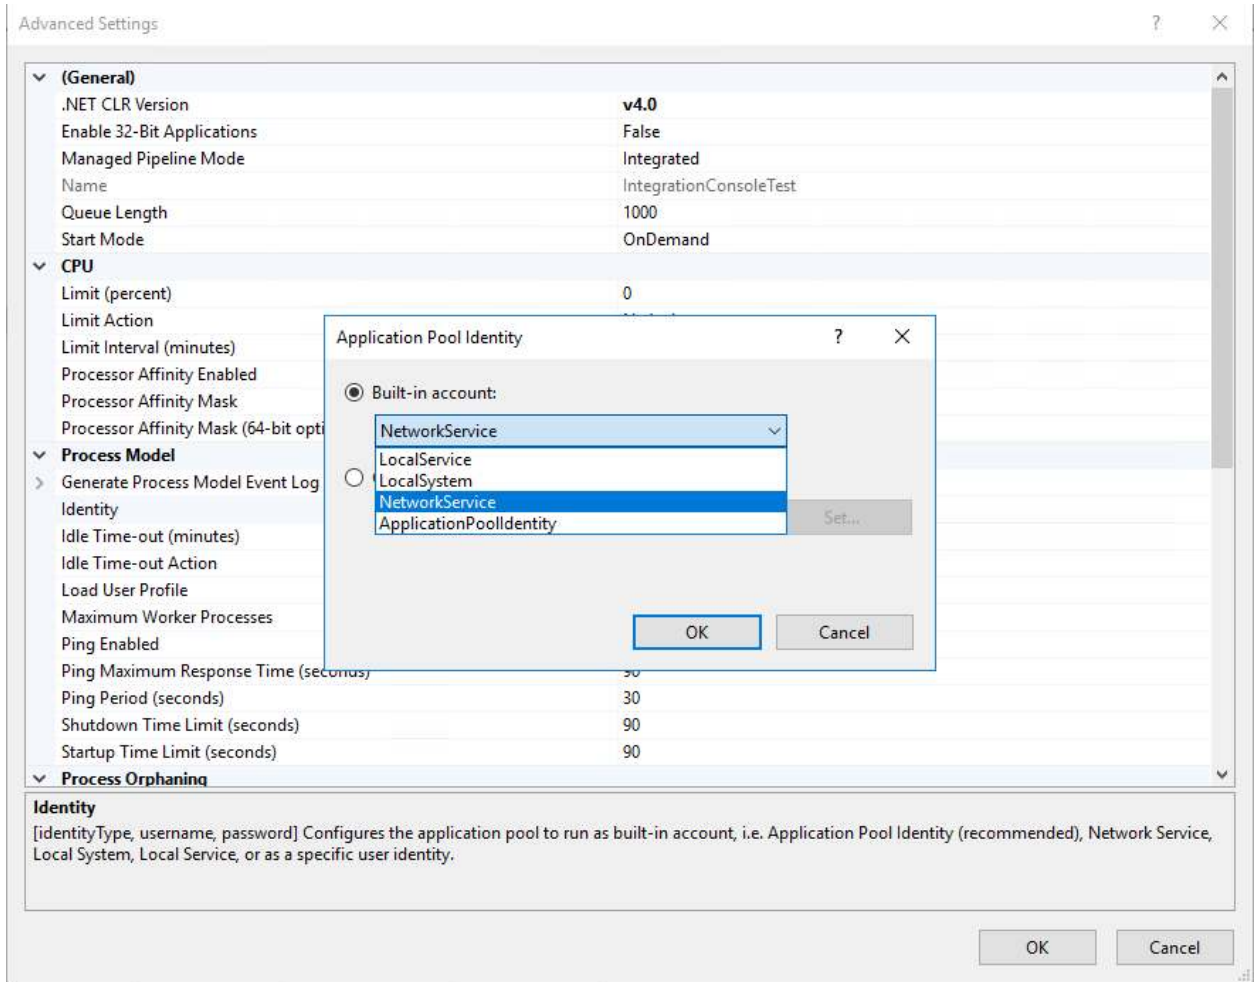 Advanced Settings
(General)
.NET CLR Version v4.0
Enable 32-Bit Applications False
Managed Pipeline Mode Integrated
Name IntegrationConsoleTest
Queue Length 1000
Start Mode OnDemand
CPU
Limit (percent) 0
Limit Action
Limit Interval (minutes)
Processor Affinity Enabled
Processor Affinity Mask
Processor Affinity Mask (64-bit opti
Process Model
Generate Process Model Event Log
Identity
Idle Time-out (minutes)
Idle Time-out Action
Load User Profile
Maximum Worker Processes
Ping Enabled
Ping Maximum Response Time (seconds) 90
Ping Period (seconds) 30
Shutdown Time Limit (seconds) 90
Startup Time Limit (seconds) 90
Process Orphaning
Application Pool Identity
Built-in account:
NetworkService
LocalService
LocalSystem
NetworkService
ApplicationPoolIdentity
Set...
OK Cancel
Identity
[identityType, username, password] Configures the application pool to run as built-in account, i.e. Application Pool Identity (recommended), Network Service,
Local System, Local Service, or as a specific user identity.
OK Cancel